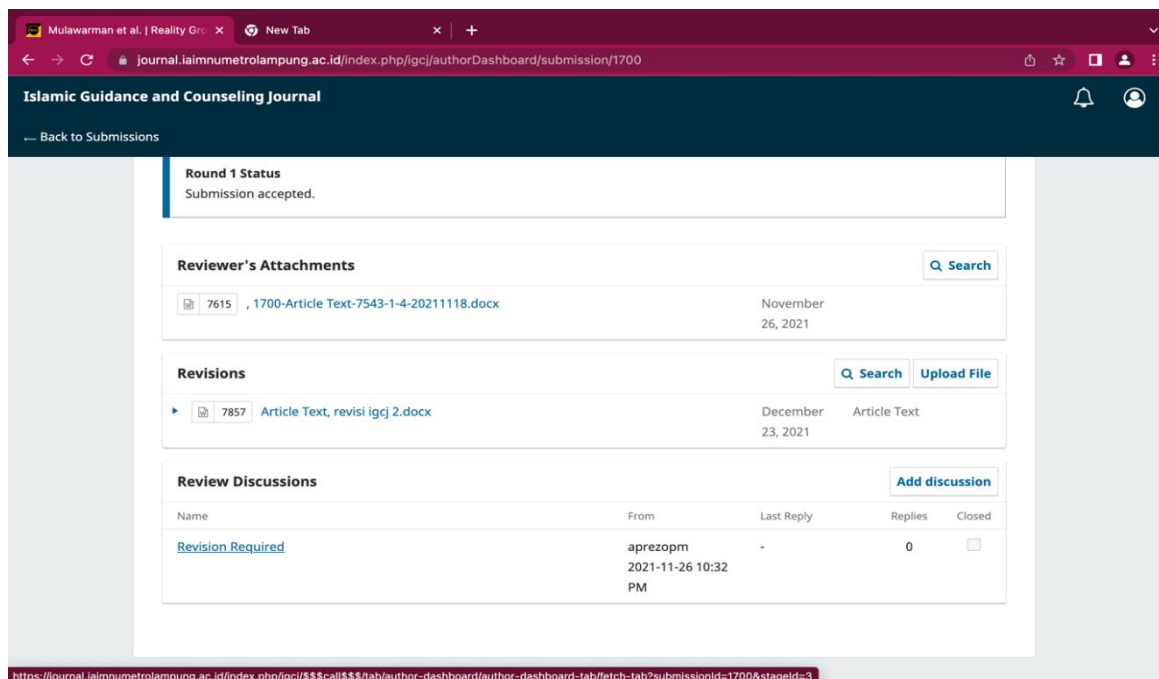 Mulawarman et al. | Reality Gro
New Tab
journal.iaimnumetrolampung.ac.id/index.php/igcj/authorDashboard/submission/1700
Islamic Guidance and Counseling Journal
← Back to Submissions
Round 1 Status
Submission accepted.
Reviewer's Attachments
Search
7615 , 1700-Article Text-7543-1-4-20211118.docx November
26, 2021
Revisions
Search Upload File
7857 Article Text, revisi igcj 2.docx December Article Text
23, 2021
Review Discussions
Add discussion
Name From Last Reply Replies Closed
Revision Required aprezopm - 0
2021-11-26 10:32
PM
https://journal.iaimnumetrolampung.ac.id/index.php/igcj/$$$call$$$/tab/author-dashboard/author-dashboard-tab/fetch-tab?submissionId=1700&stageId=3